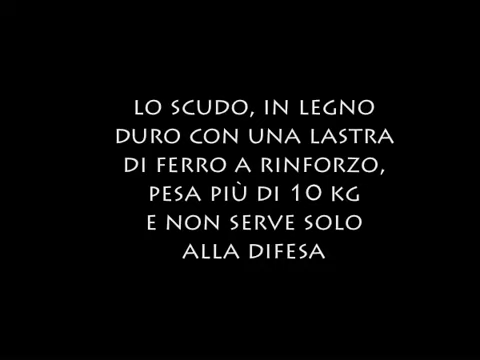 LO SCUDO, IN LEGNO
DURO CON UNA LASTRA
DI FERRO A RINFORZO,
PESA PIÙ DI 10 KG
E NON SERVE SOLO
ALLA DIFESA